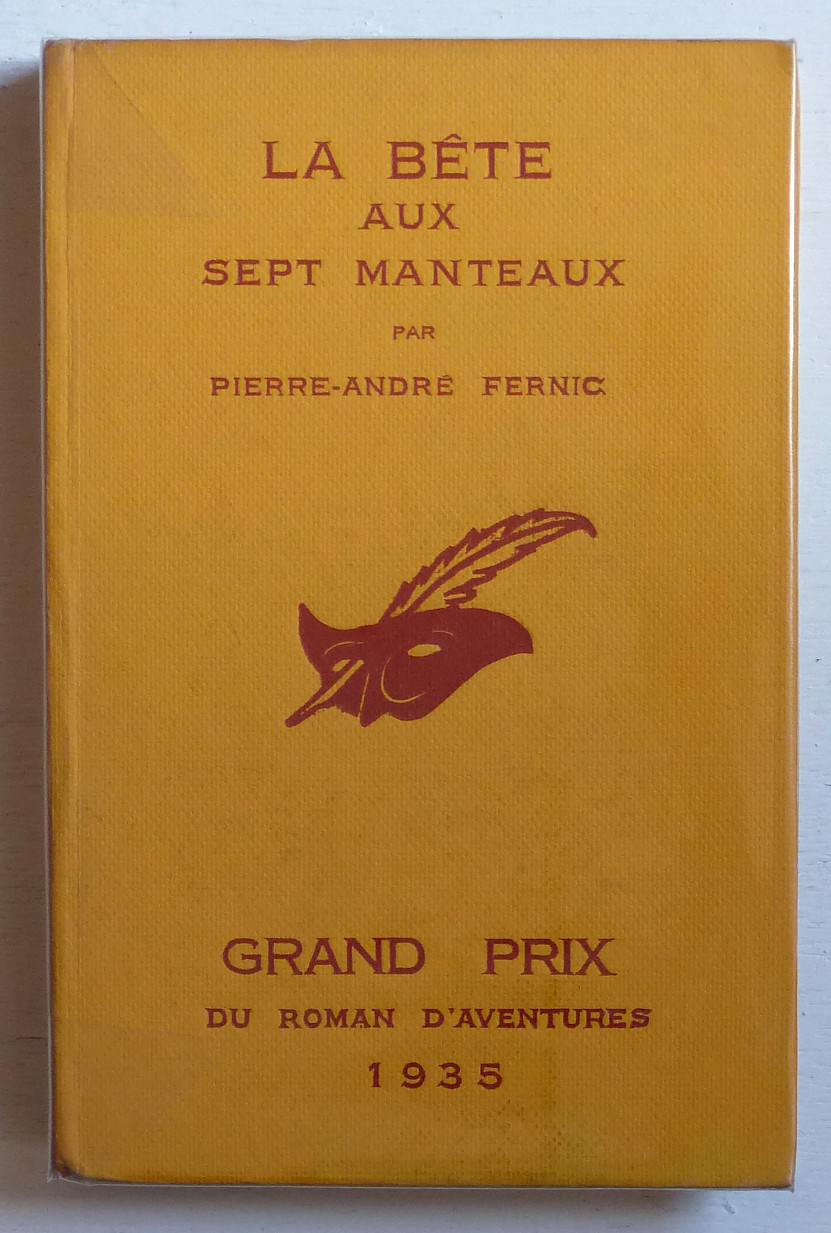 LA BÊTE
AUX
SEPT MANTEAUX
PAR
PIERRE-ANDRÉ FERNIC
GRAND PRIX
DU ROMAN D'AVENTURES
1935